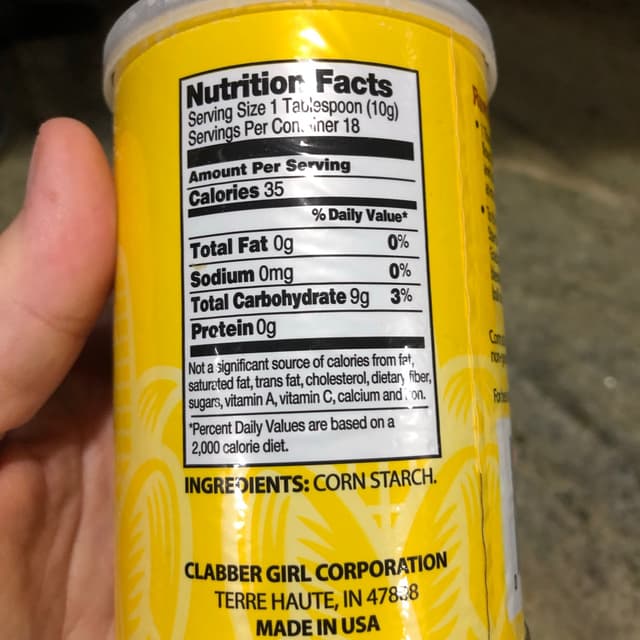 Nutrition Facts
Serving Size 1 Tablespoon (10g)
Servings Per Container 18
Amount Per Serving
Calories 35
% Daily Value*
Total Fat 0g 0%
Sodium 0mg 0%
Total Carbohydrate 9g 3%
Protein 0g
Not a significant source of calories from fat,
saturated fat, trans fat, cholesterol, dietary fiber,
sugars, vitamin A, vitamin C, calcium and iron.
*Percent Daily Values are based on a
2,000 calorie diet.
INGREDIENTS: CORN STARCH.
CLABBER GIRL CORPORATION
TERRE HAUTE, IN
MADE IN USA